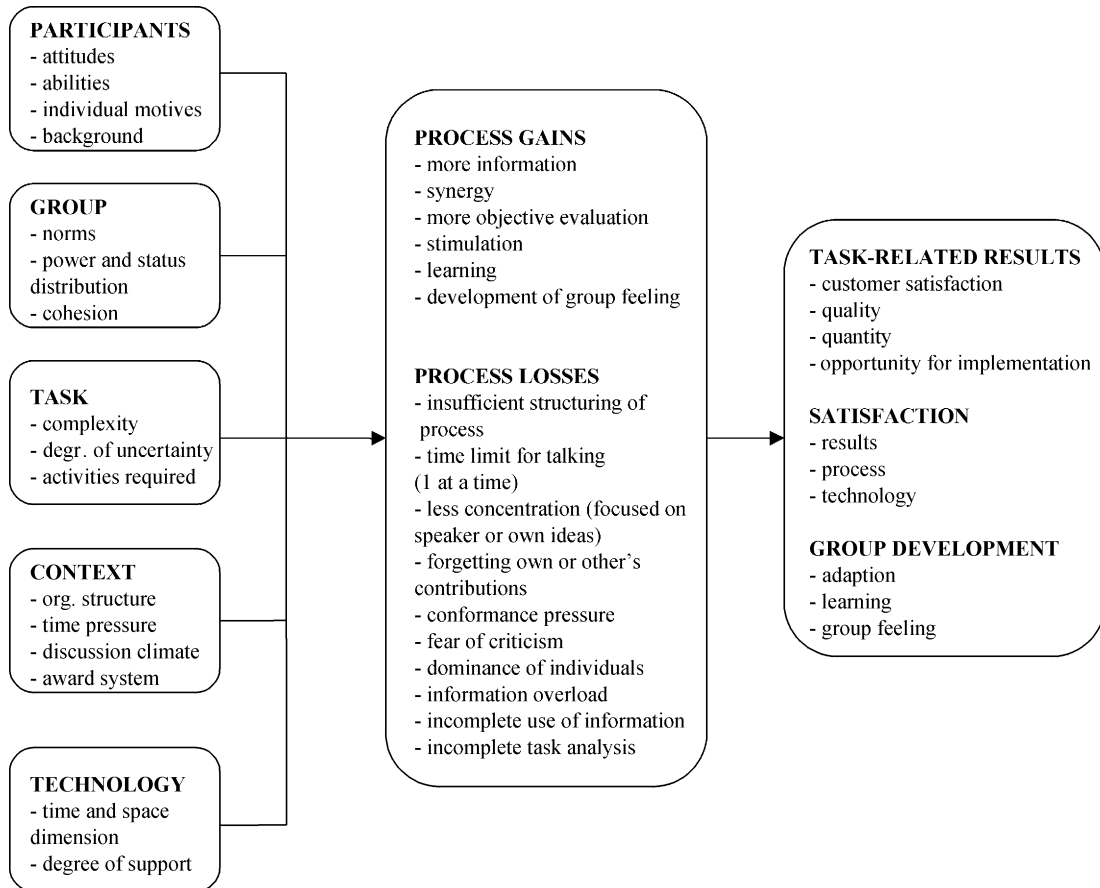 PARTICIPANTS
- attitudes
- abilities
- individual motives
- background
GROUP
- norms
- power and status
distribution
- cohesion
TASK
- complexity
- degr. of uncertainty
- activities required
CONTEXT
- org. structure
- time pressure
- discussion climate
- award system
TECHNOLOGY
- time and space
dimension
- degree of support
PROCESS GAINS
- more information
- synergy
- more objective evaluation
- stimulation
- learning
- development of group feeling
PROCESS LOSSES
- insufficient structuring of
process
- time limit for talking
(1 at a time)
- less concentration (focused on
speaker or own ideas)
- forgetting own or other’s
contributions
- conformance pressure
- fear of criticism
- dominance of individuals
- information overload
- incomplete use of information
- incomplete task analysis
TASK-RELATED RESULTS
- customer satisfaction
- quality
- quantity
- opportunity for implementation
SATISFACTION
- results
- process
- technology
GROUP DEVELOPMENT
- adaption
- learning
- group feeling